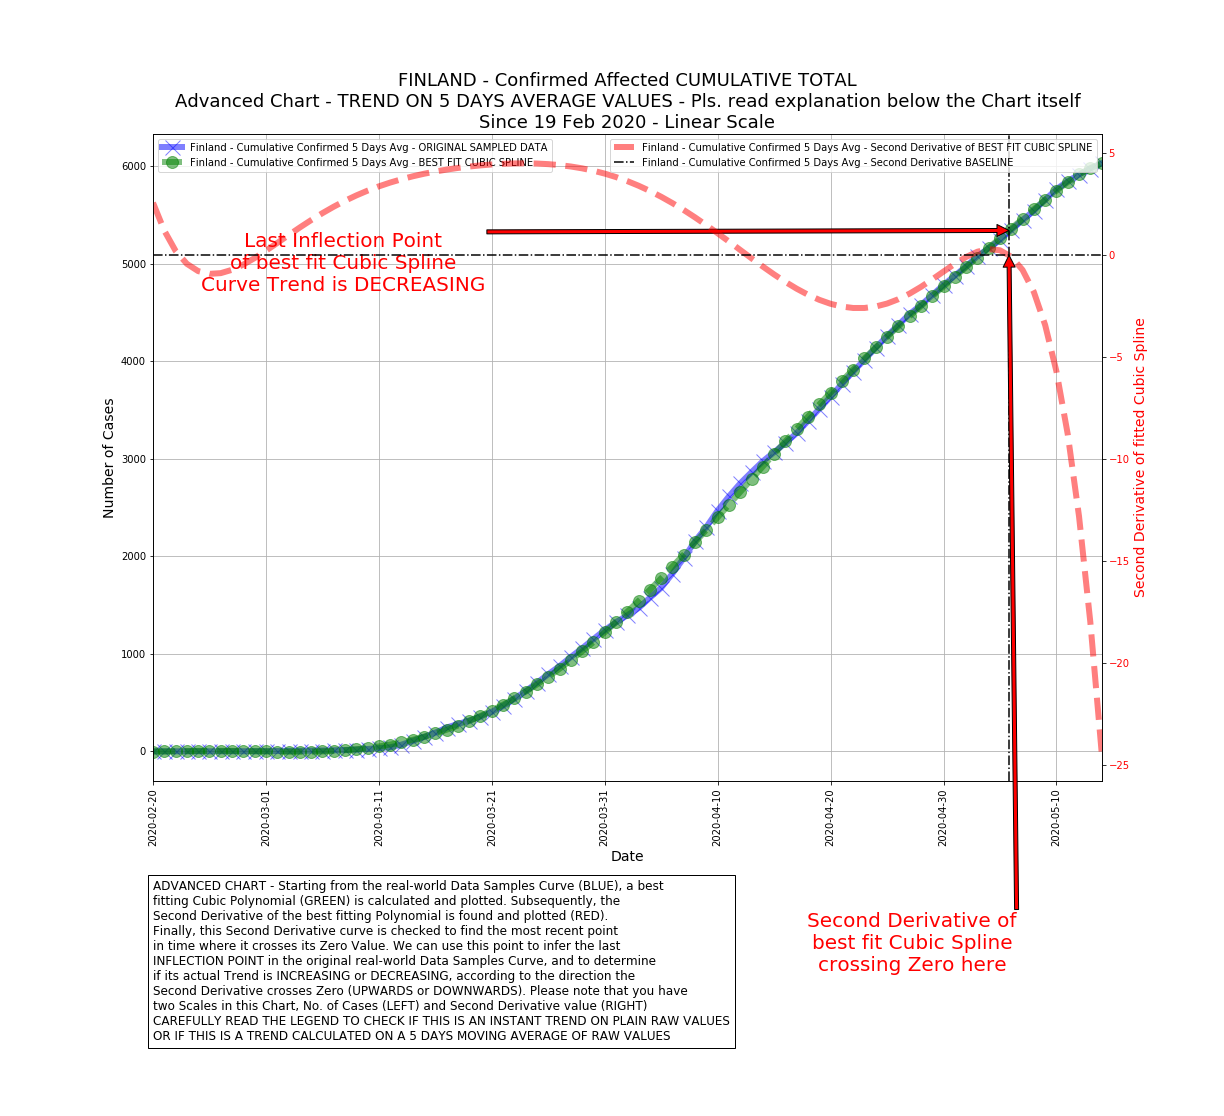 FINLAND - Confirmed Affected CUMULATIVE TOTAL
Advanced Chart - TREND ON 5 DAYS AVERAGE VALUES - Pls. read explanation below the Chart itself
Since 19 Feb 2020 - Linear Scale
Finland - Cumulative Confirmed 5 Days Avg - ORIGINAL SAMPLED DATA
Finland - Cumulative Confirmed 5 Days Avg - BEST FIT CUBIC SPLINE
Finland - Cumulative Confirmed 5 Days Avg - Second Derivative of BEST FIT CUBIC SPLINE
Finland - Cumulative Confirmed 5 Days Avg - Second Derivative BASELINE
Last Inflection Point
of best fit Cubic Spline
Curve Trend is DECREASING
Number of Cases
6000
5000
4000
3000
2000
1000
0
5
0
−5
−10
−15
−20
−25
Second Derivative of fitted Cubic Spline
2020-02-20
2020-03-01
2020-03-11
2020-03-21
2020-03-31
2020-04-10
2020-04-20
2020-04-30
2020-05-10
Date
ADVANCED CHART - Starting from the real-world Data Samples Curve (BLUE), a best
fitting Cubic Polynomial (GREEN) is calculated and plotted. Subsequently, the
Second Derivative of the best fitting Polynomial is found and plotted (RED).
Finally, this Second Derivative curve is checked to find the most recent point
in time where it crosses its Zero Value. We can use this point to infer the last
INFLECTION POINT in the original real-world Data Samples Curve, and to determine
if its actual Trend is INCREASING or DECREASING, according to the direction the
Second Derivative crosses Zero (UPWARDS or DOWNWARDS). Please note that you have
two Scales in this Chart, No. of Cases (LEFT) and Second Derivative value (RIGHT)
CAREFULLY READ THE LEGEND TO CHECK IF THIS IS AN INSTANT TREND ON PLAIN RAW VALUES
OR IF THIS IS A TREND CALCULATED ON A 5 DAYS MOVING AVERAGE OF RAW VALUES
Second Derivative of
best fit Cubic Spline
crossing Zero here